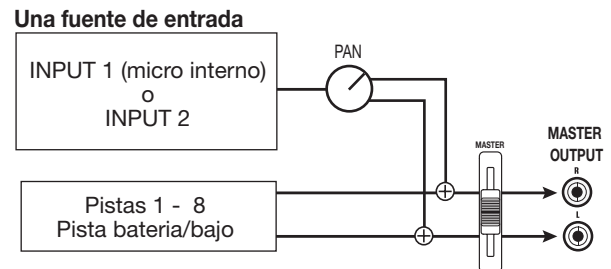 Una fuente de entrada
INPUT 1 (micro interno)
o
INPUT 2
PAN
MASTER
MASTER
OUTPUT
R
L
Pistas 1 - 8
Pista bateria/bajo